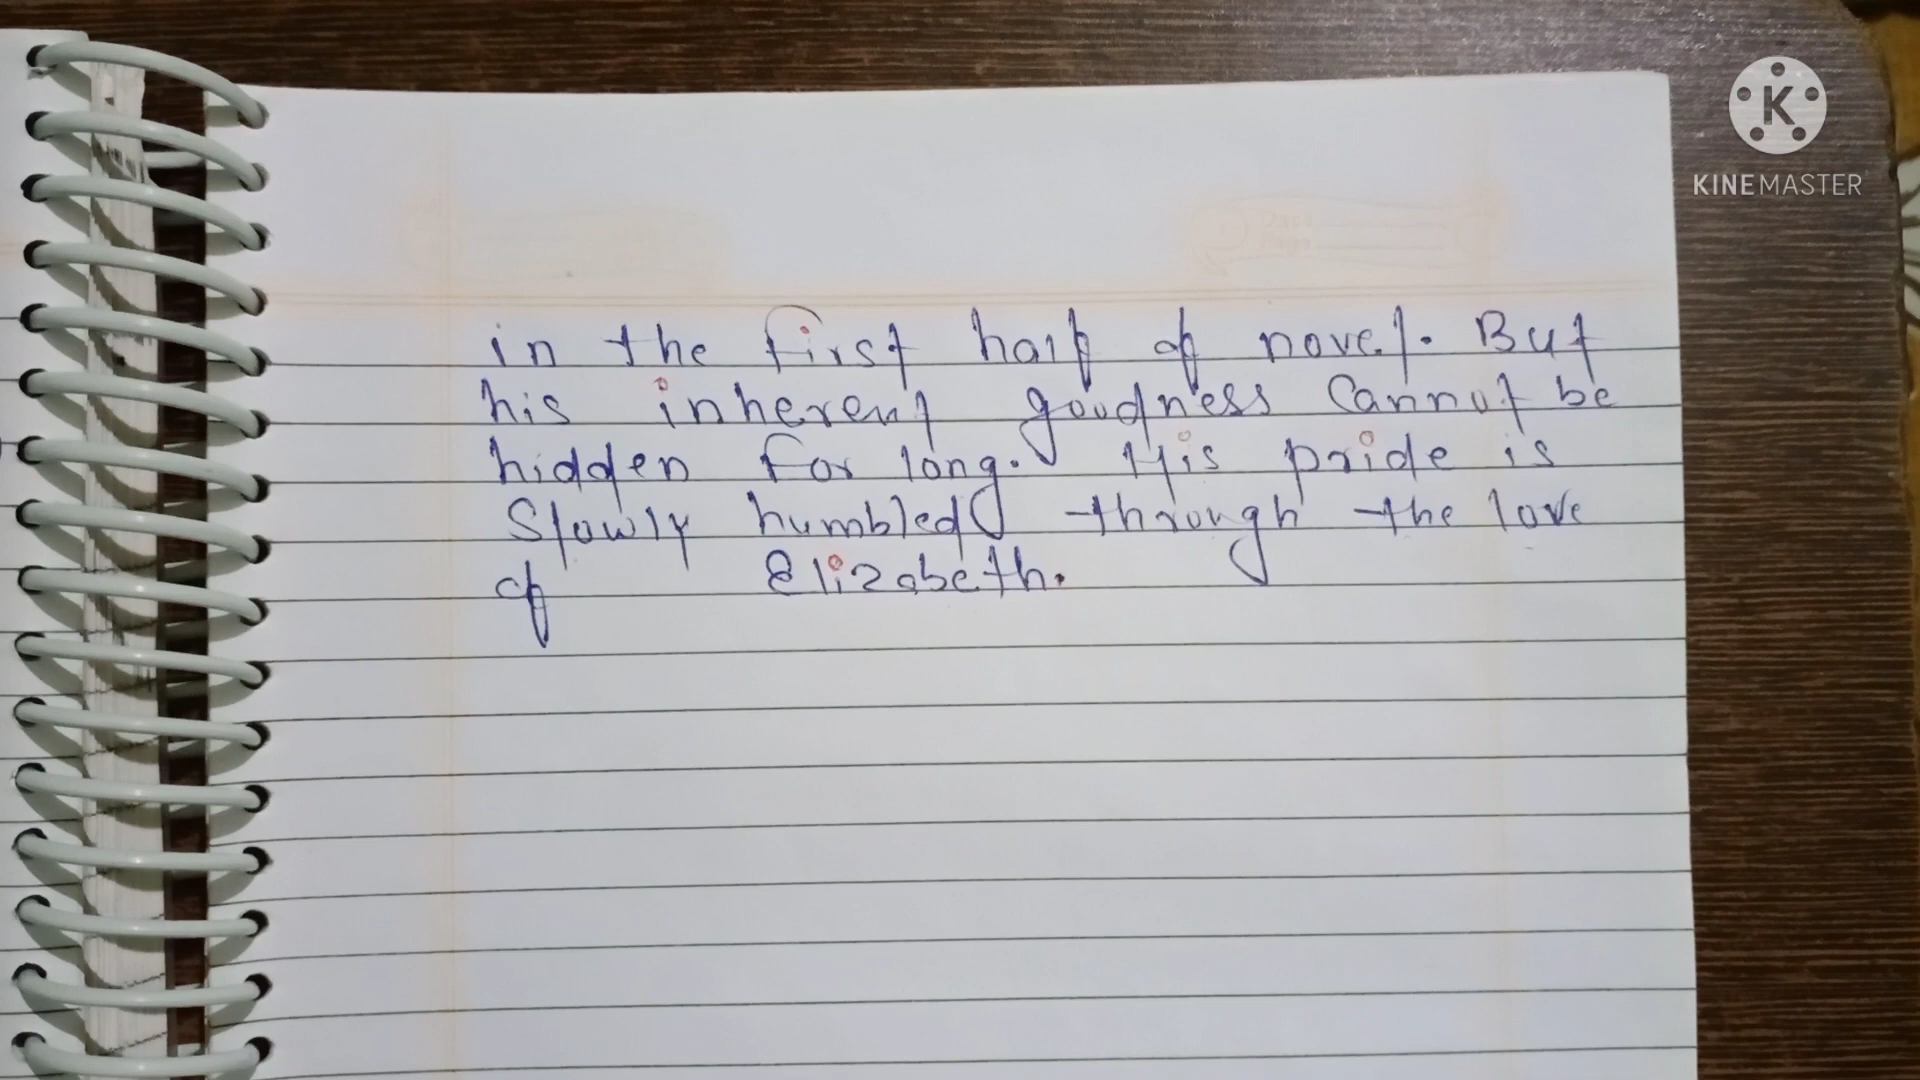 in the first half of novel. But
his inherent goodness cannot be
hidden for long. His pride is
Slowly humbled through the love
of Elizabeth.
K
KINEMASTER